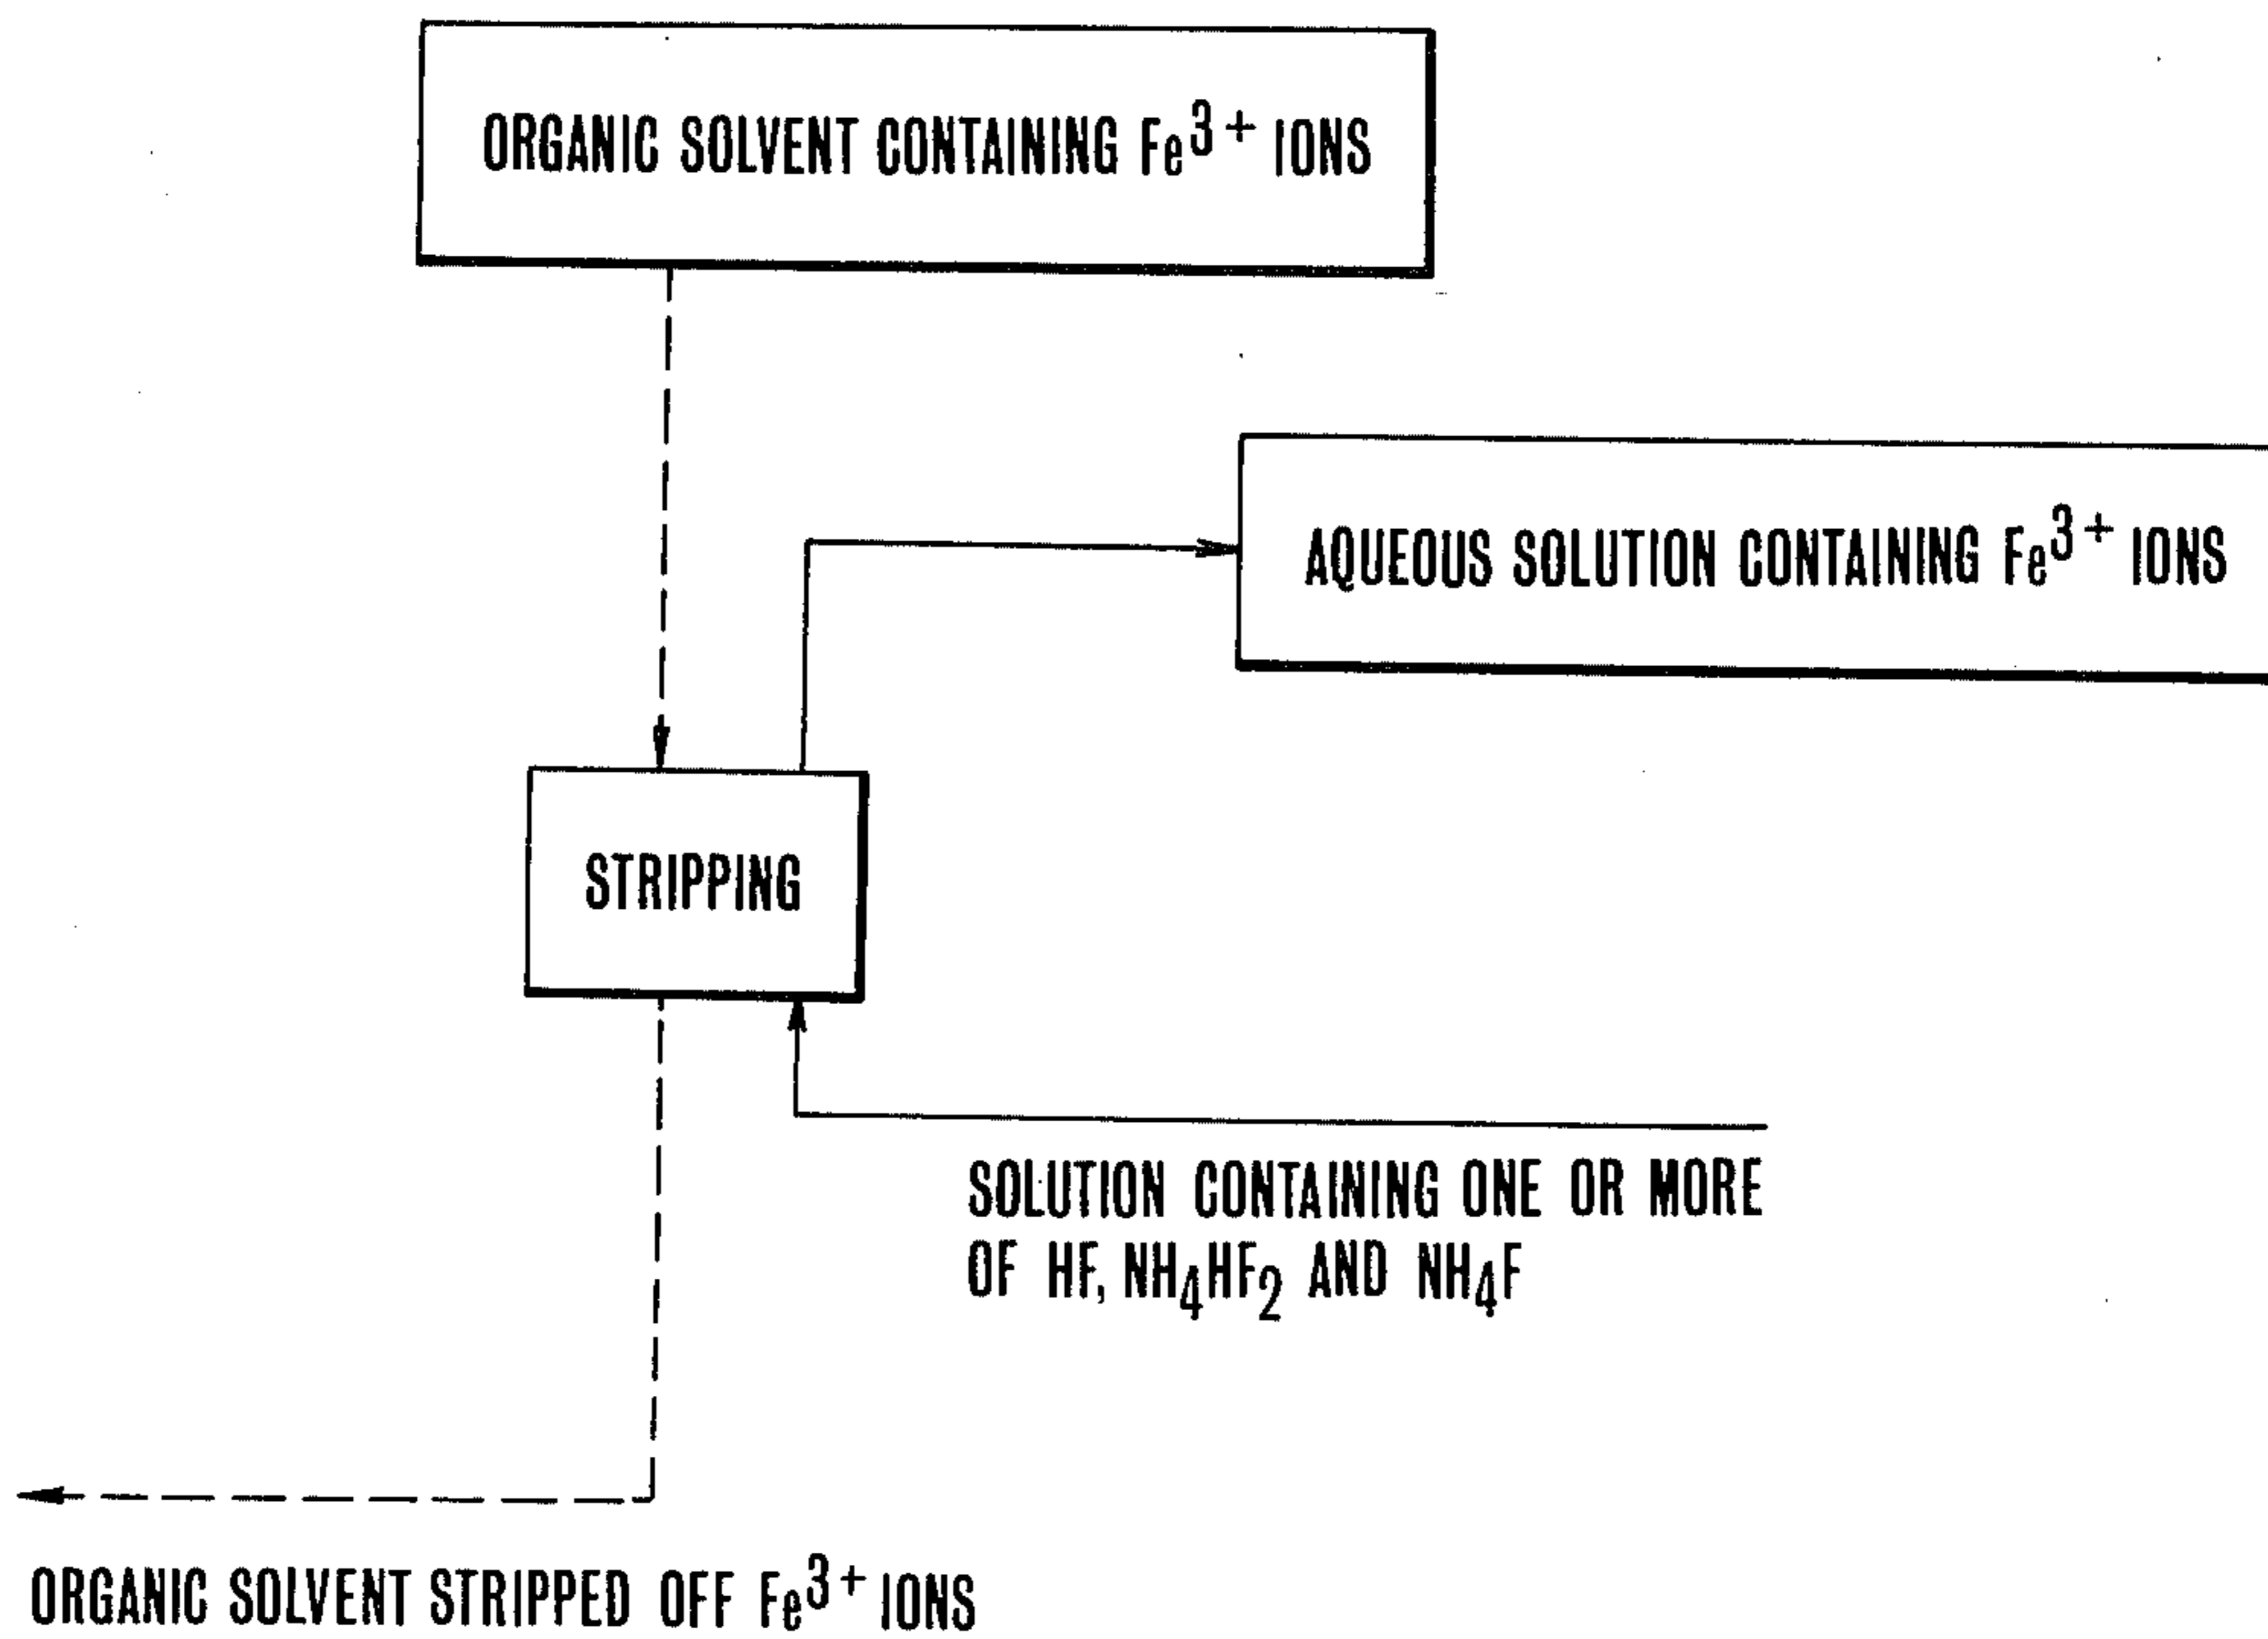 ORGANIC SOLVENT CONTAINING Fe³⁺ IONS
AQUEOUS SOLUTION CONTAINING Fe³⁺ IONS
STRIPPING
SOLUTION CONTAINING ONE OR MORE
OF HF, NH₄HF₂ AND NH₄F
ORGANIC SOLVENT STRIPPED OFF Fe³⁺ IONS